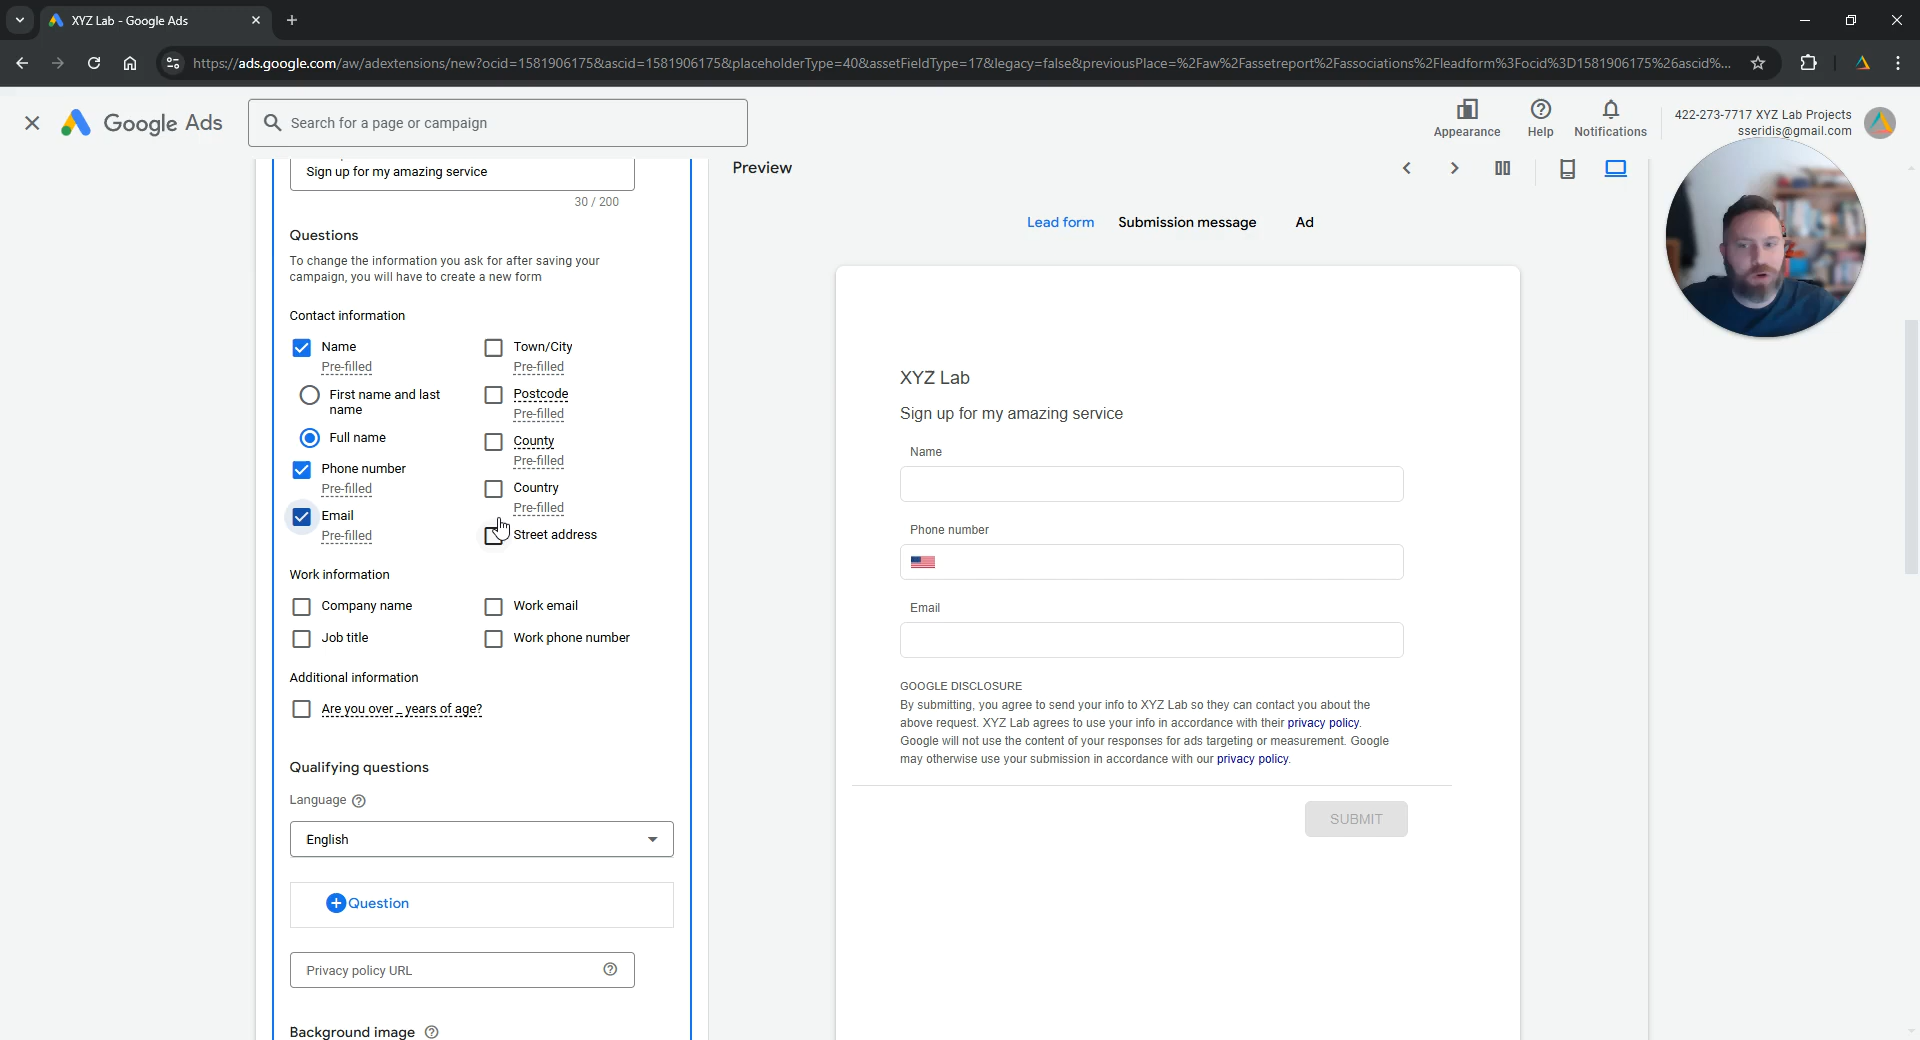 XYZ Lab - Google Ads
https://ads.google.com/aw/adextensions/new?ocid=1581906175&ascid=1581906175&placeholderType=40&assetFieldType=17&legacy=false&previousPlace=%2Faw%2Fassetreport%2Fassociations%2Fleadform%3Focid%3D1581906175%26ascid%...
Google Ads
Search for a page or campaign
Appearance
Help
Notifications
422-273-7717 XYZ Lab Projects
sseridis@gmail.com
Sign up for my amazing service
30 / 200
Questions
To change the information you ask for after saving your
campaign, you will have to create a new form
Contact information
Name
Pre-filled
First name and last
name
Full name
Phone number
Pre-filled
Email
Pre-filled
Town/City
Pre-filled
Postcode
Pre-filled
County
Pre-filled
Country
Pre-filled
Street address
Work information
Company name
Work email
Job title
Work phone number
Additional information
Are you over _ years of age?
Qualifying questions
Language
English
Question
Privacy policy URL
Background image
Preview
Lead form
Submission message
Ad
XYZ Lab
Sign up for my amazing service
Name
Phone number
Email
GOOGLE DISCLOSURE
By submitting, you agree to send your info to XYZ Lab so they can contact you about the
above request. XYZ Lab agrees to use your info in accordance with their privacy policy.
Google will not use the content of your responses for ads targeting or measurement. Google
may otherwise use your submission in accordance with our privacy policy.
SUBMIT